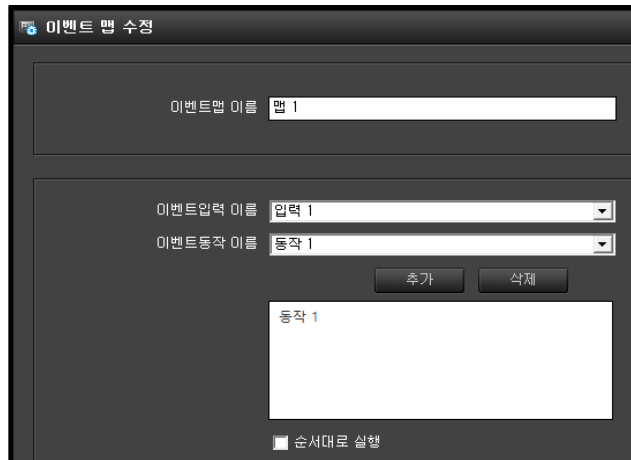 이벤트 맵 수정
이벤트맵 이름 맵 1
이벤트입력 이름 입력 1
이벤트동작 이름 동작 1
추가 삭제
동작 1
순서대로 실행